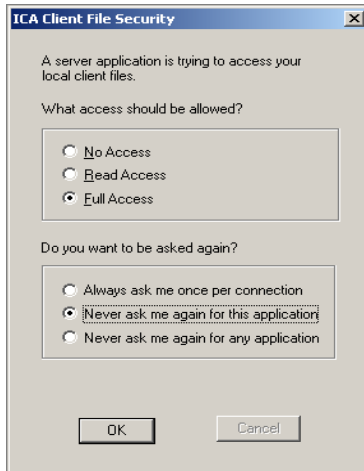 ICA Client File Security
A server application is trying to access your
local client files.
What access should be allowed?
No Access
Read Access
Full Access
Do you want to be asked again?
Always ask me once per connection
Never ask me again for this application
Never ask me again for any application
OK
Cancel